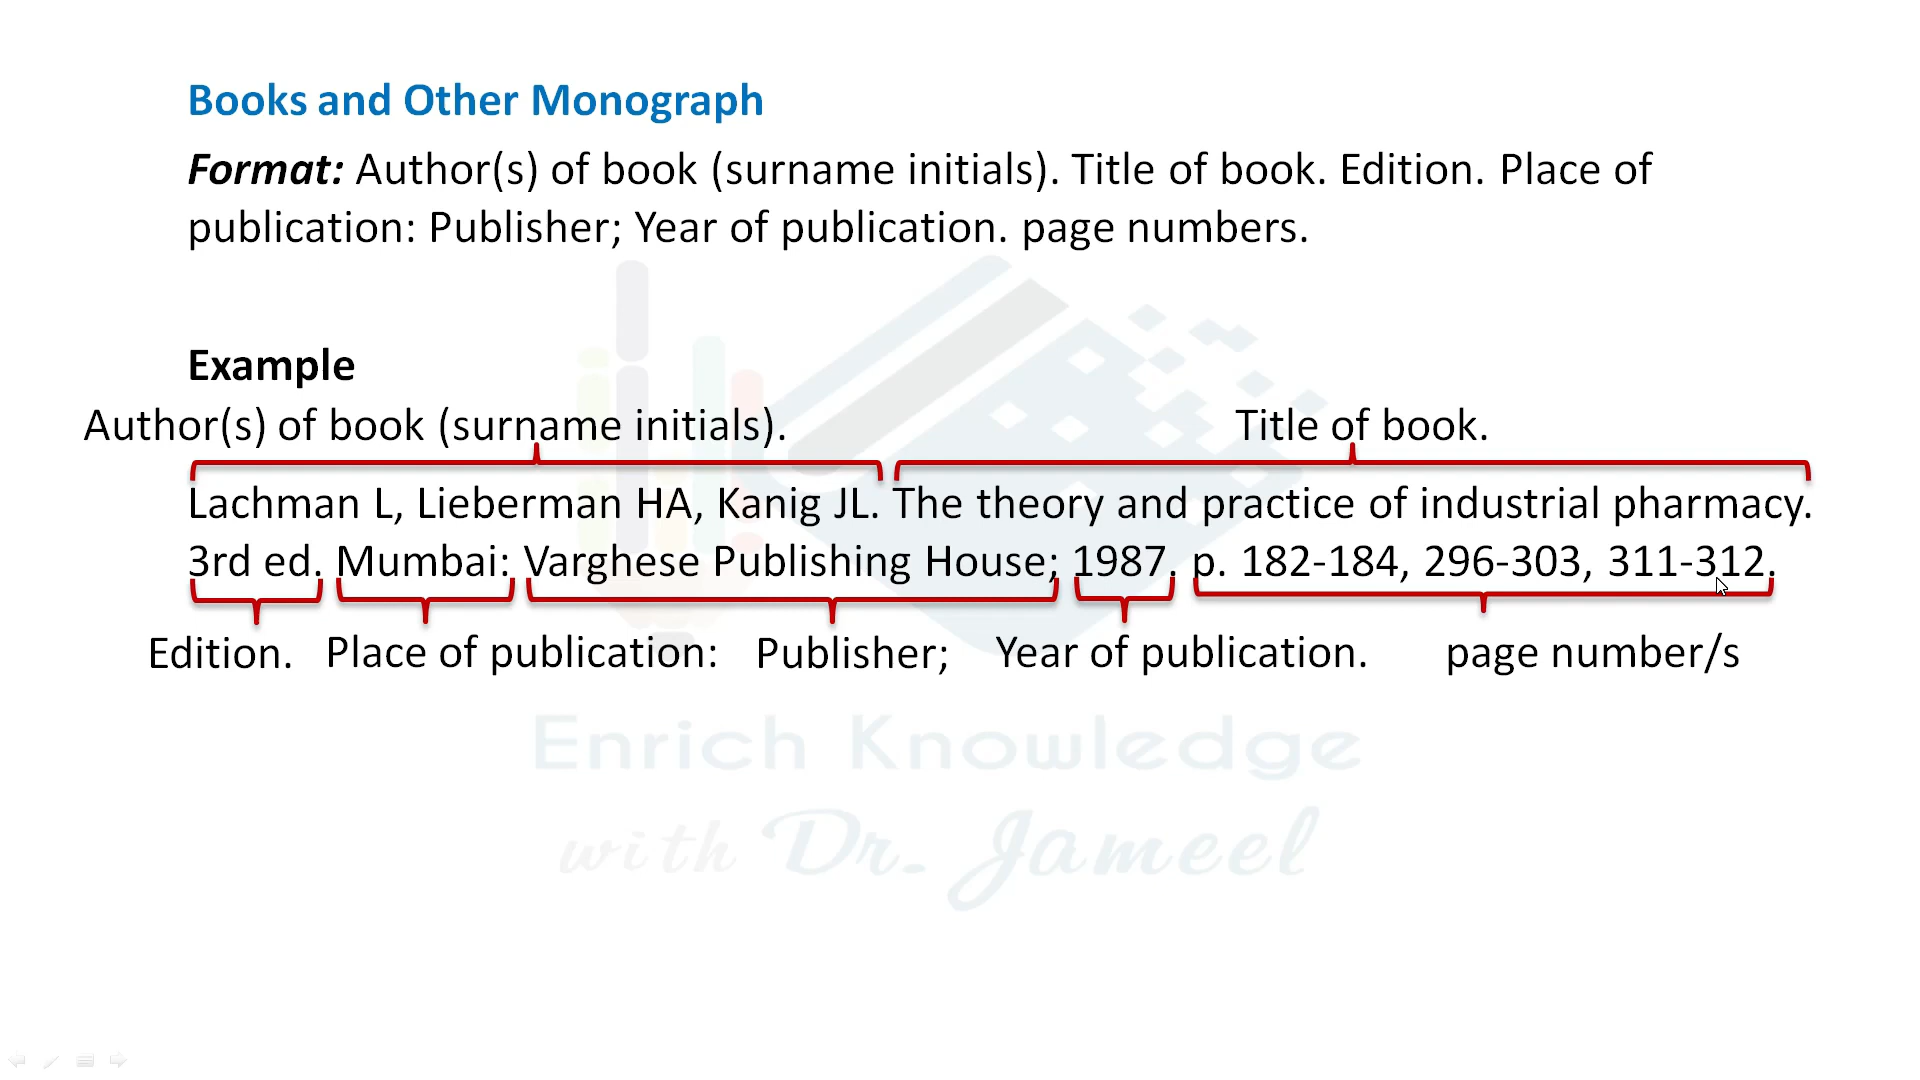 Books and Other Monograph
Format: Author(s) of book (surname initials). Title of book. Edition. Place of
publication: Publisher; Year of publication. page numbers.
Example
Author(s) of book (surname initials). Title of book.
Lachman L, Lieberman HA, Kanig JL. The theory and practice of industrial pharmacy.
3rd ed. Mumbai: Varghese Publishing House; 1987. p. 182-184, 296-303, 311-312.
Edition. Place of publication: Publisher; Year of publication. page number/s
Enrich Knowledge
with Dr. Jameel